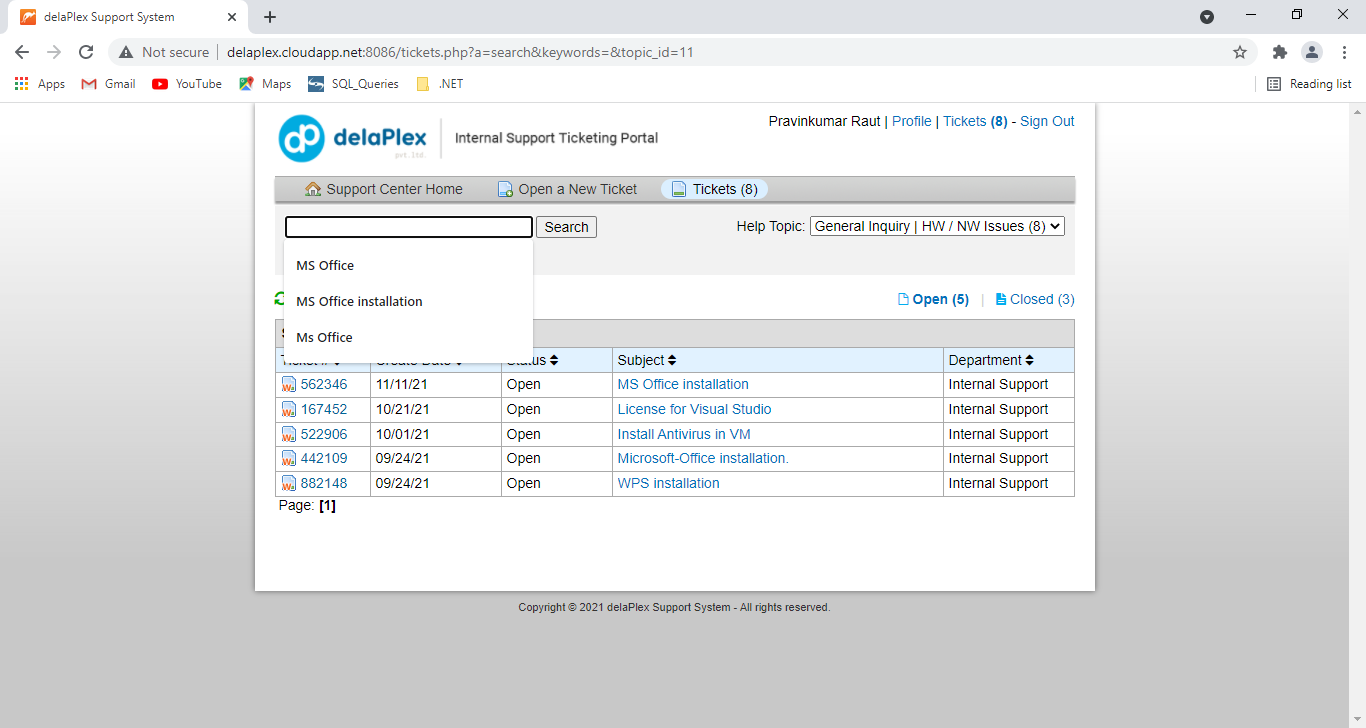 delaPlex Support System
Not secure
delaplex.cloudapp.net:8086/tickets.php?a=search&keywords=&topic_id=11
Apps Gmail YouTube Maps SQL_Queries .NET Reading list
dp delaPlex pvt.ltd. Internal Support Ticketing Portal
Pravinkumar Raut | Profile | Tickets (8) - Sign Out
Support Center Home Open a New Ticket Tickets (8)
Search Help Topic: General Inquiry | HW / NW Issues (8)
MS Office
MS Office installation
Ms Office
Open (5) | Closed (3)
Ticket # Create Date Status Subject Department
562346 11/11/21 Open MS Office installation Internal Support
167452 10/21/21 Open License for Visual Studio Internal Support
522906 10/01/21 Open Install Antivirus in VM Internal Support
442109 09/24/21 Open Microsoft-Office installation. Internal Support
882148 09/24/21 Open WPS installation Internal Support
Page: [1]
Copyright © 2021 delaPlex Support System - All rights reserved.